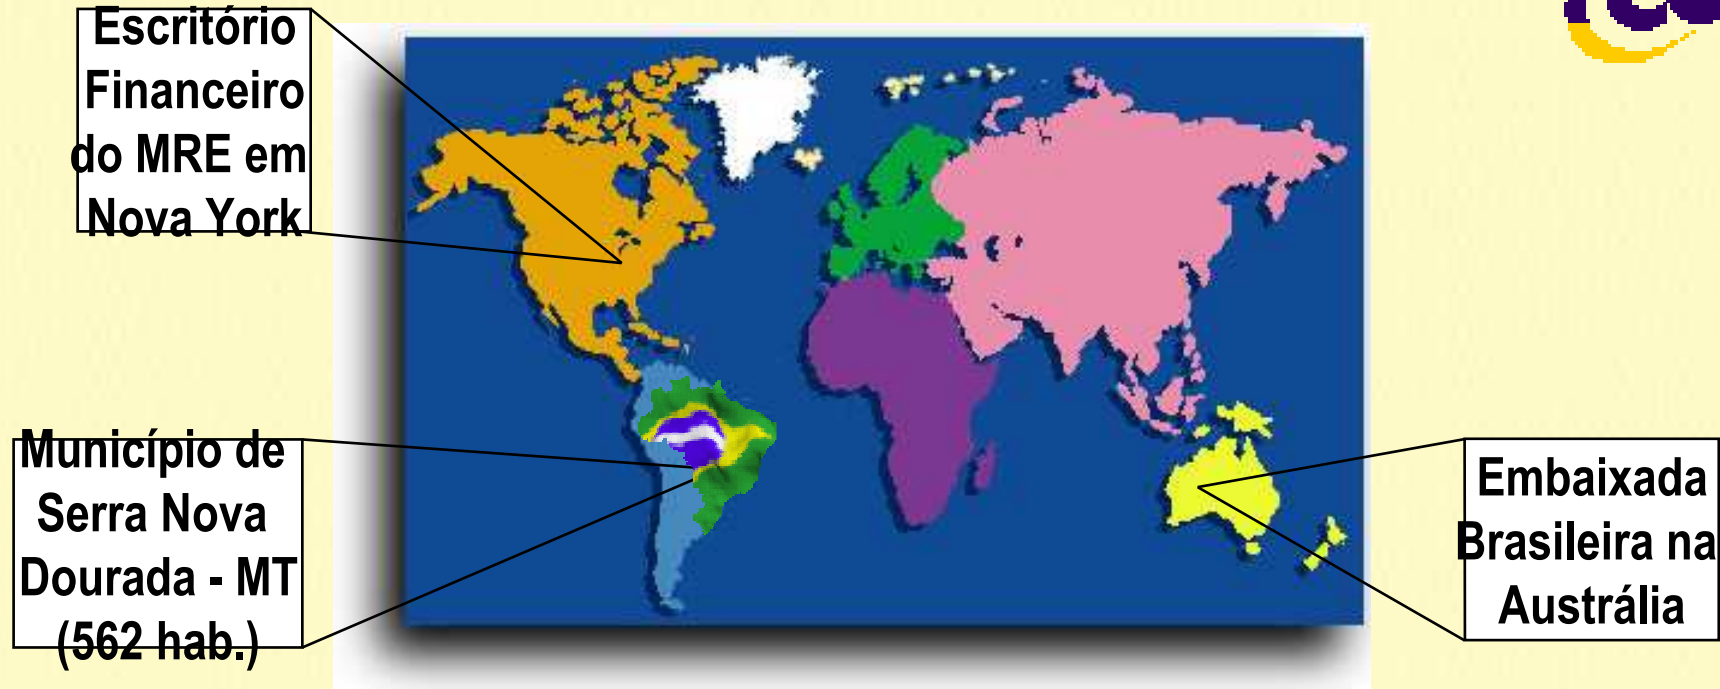 Escritório
Financeiro
do MRE em
Nova York
Município de
Serra Nova
Dourada - MT
(562 hab.)
Embaixada
Brasileira na
Austrália